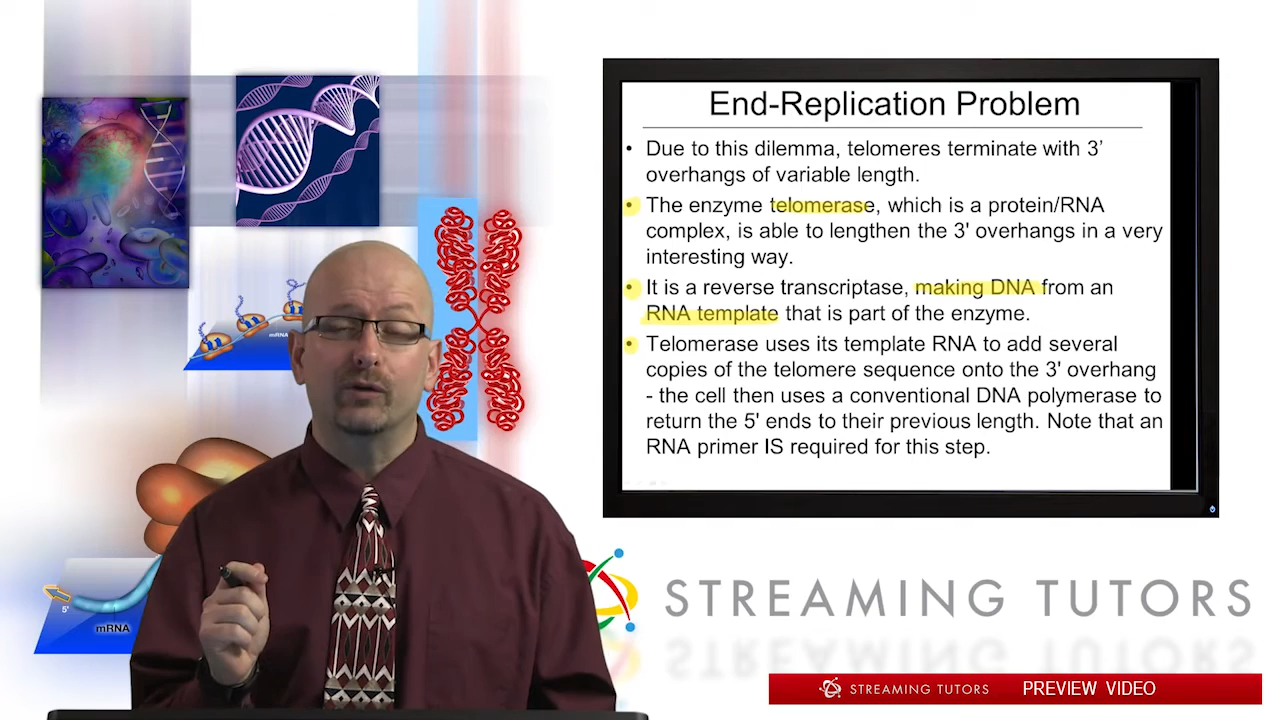 End-Replication Problem
• Due to this dilemma, telomeres terminate with 3’
overhangs of variable length.
• The enzyme telomerase, which is a protein/RNA
complex, is able to lengthen the 3' overhangs in a very
interesting way.
• It is a reverse transcriptase, making DNA from an
RNA template that is part of the enzyme.
• Telomerase uses its template RNA to add several
copies of the telomere sequence onto the 3' overhang
- the cell then uses a conventional DNA polymerase to
return the 5' ends to their previous length. Note that an
RNA primer IS required for this step.
mRNA
5'
mRNA
STREAMING TUTORS
STREAMING TUTORS PREVIEW VIDEO